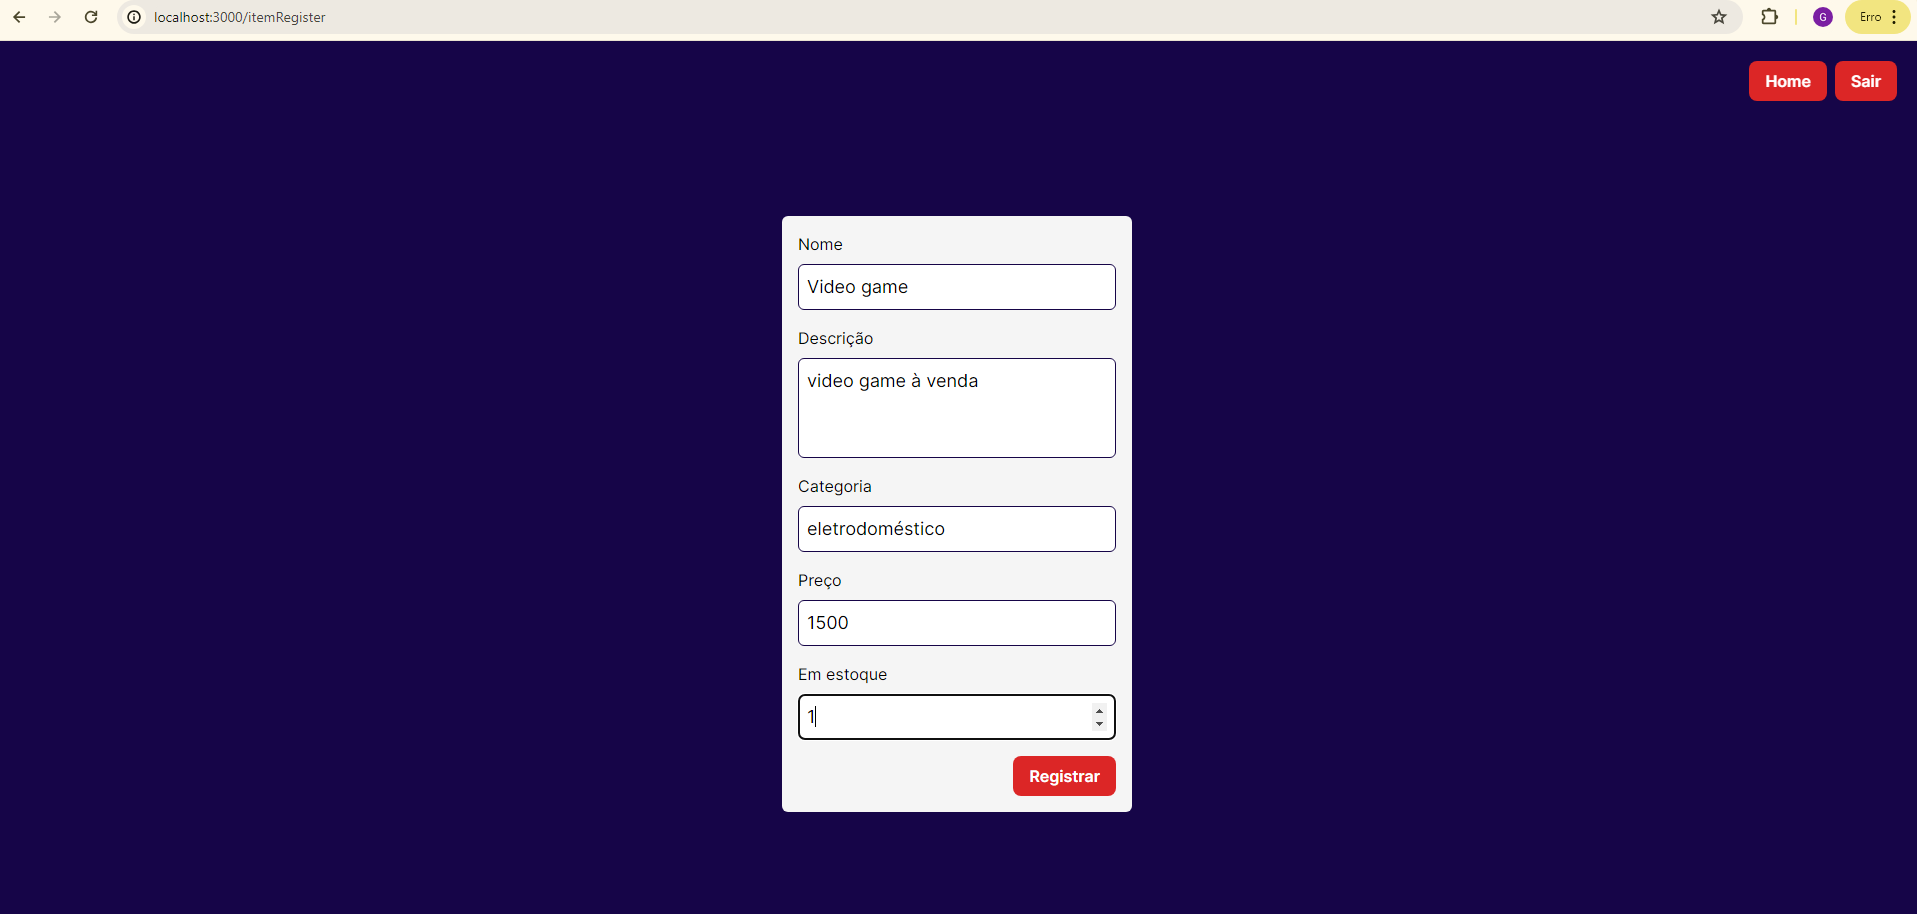 localhost:3000/itemRegister
G
Erro
Home
Sair
Nome
Video game
Descrição
video game à venda
Categoria
eletrodoméstico
Preço
1500
Em estoque
1
Registrar